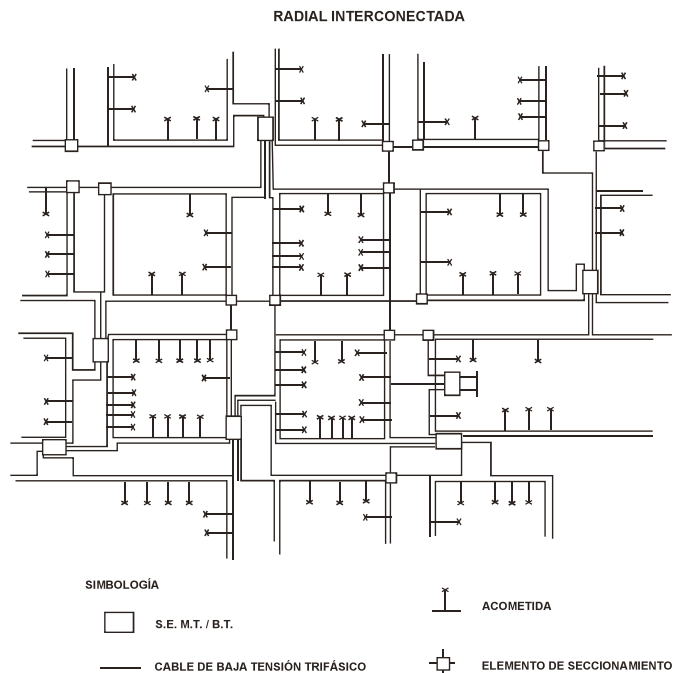 RADIAL INTERCONECTADA
SIMBOLOGÍA
S.E. M.T. / B.T.
CABLE DE BAJA TENSIÓN TRIFÁSICO
ACOMETIDA
ELEMENTO DE SECCIONAMIENTO